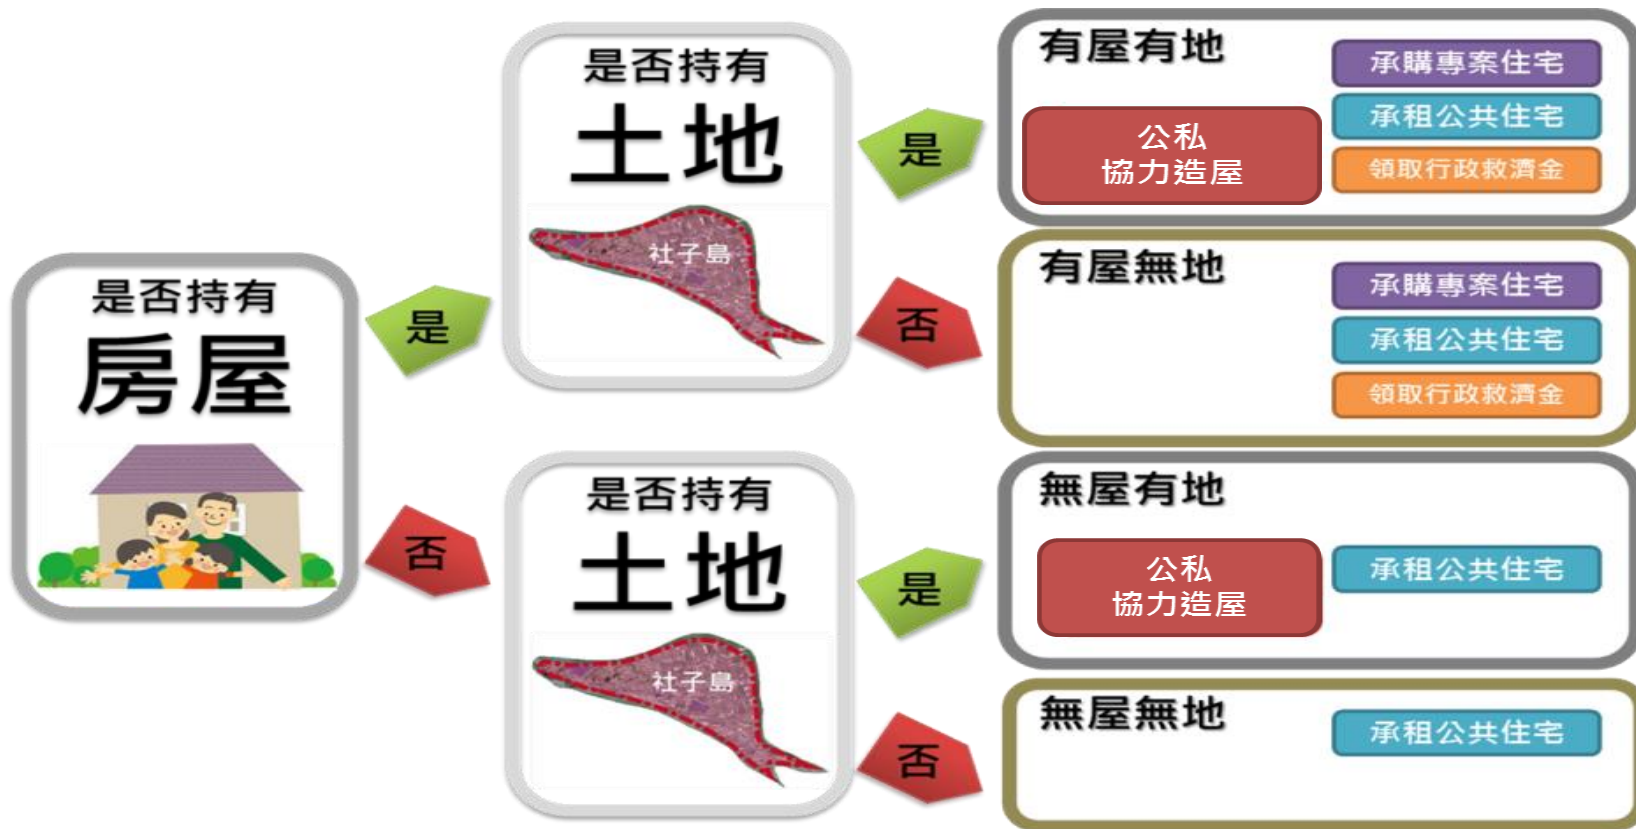 是否持有
房屋
是
否
是否持有
土地
社子島
是
否
是否持有
土地
社子島
是
否
有屋有地
公私
協力造屋
承購專案住宅
承租公共住宅
領取行政救濟金
有屋無地
承購專案住宅
承租公共住宅
領取行政救濟金
無屋有地
公私
協力造屋
承租公共住宅
無屋無地
承租公共住宅